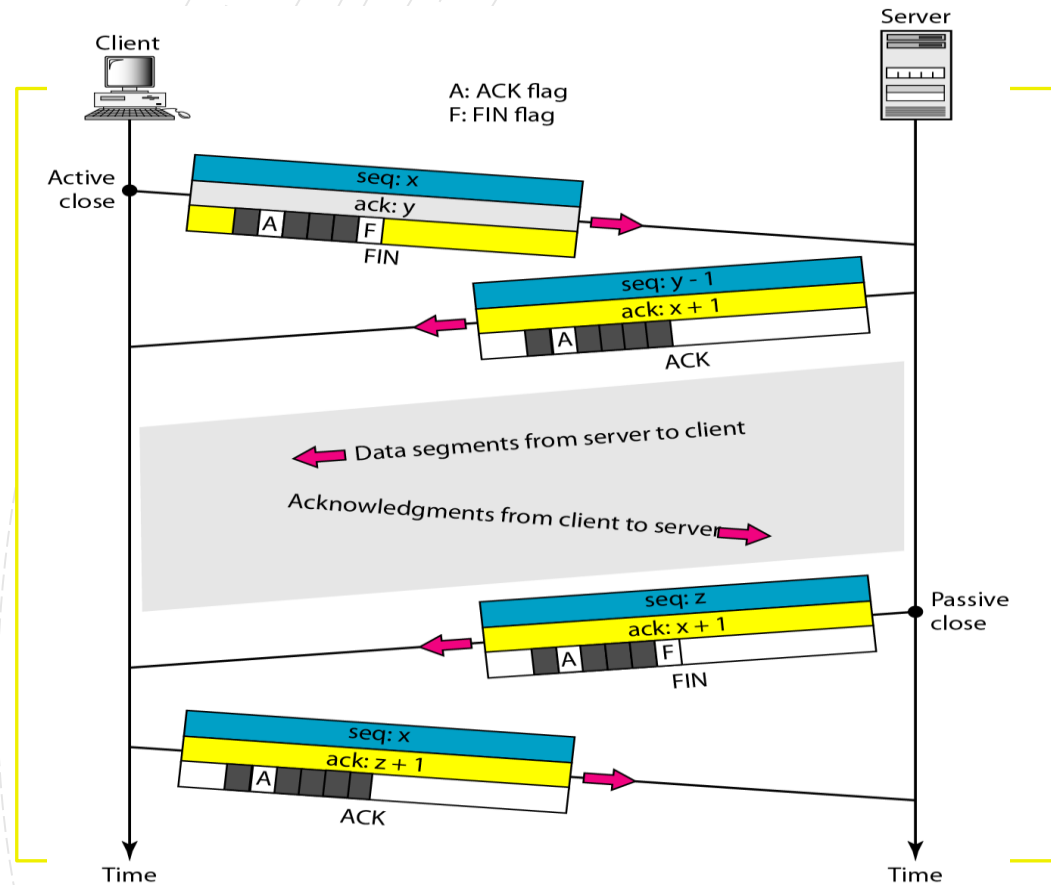 Server
Client
A: ACK flag
F: FIN flag
Active
close
seq: x
ack: y
A F
FIN
seq: y - 1
ack: x + 1
A
ACK
Data segments from server to client
Acknowledgments from client to server
Passive
close
seq: z
ack: x + 1
A F
FIN
seq: x
ack: z + 1
A
ACK
Time
Time